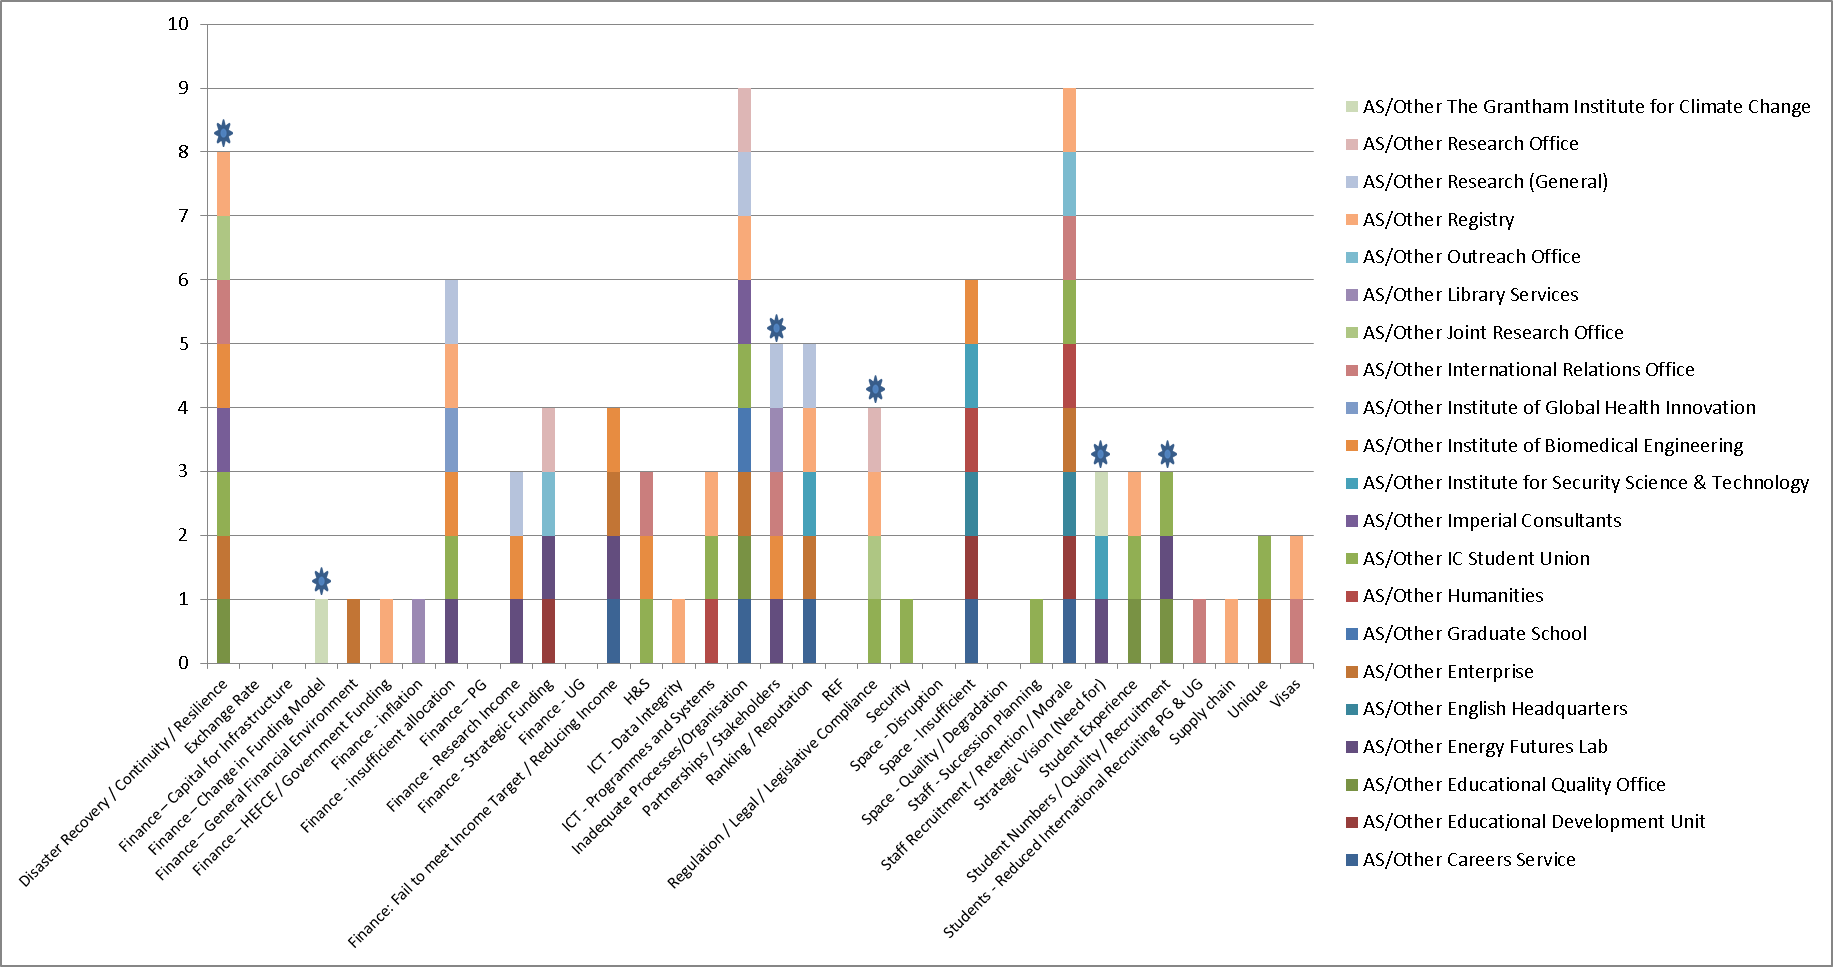 10
9
8
7
6
5
4
3
2
1
0
Disaster Recovery / Continuity / Resilience
Exchange Rate
Finance – Capital for Infrastructure
Finance – Change in Funding Model
Finance – General Financial Environment
Finance – HEFCE / Government Funding
Finance - inflation
Finance - insufficient allocation
Finance – PG
Finance - Research Income
Finance - Strategic Funding
Finance - UG
Finance: Fail to meet Income Target / Reducing Income
H&S
ICT - Data Integrity
ICT - Programmes and Systems
Inadequate Processes/Organisation
Partnerships / Stakeholders
Ranking / Reputation
REF
Regulation / Legal / Legislative Compliance
Security
Space - Disruption
Space - Insufficient
Space - Quality / Degradation
Staff - Succession Planning
Staff Recruitment / Retention / Morale
Strategic Vision (Need for)
Student Experience
Student Numbers / Quality / Recruitment
Students - Reduced International Recruiting PG & UG
Supply chain
Unique
Visas
AS/Other The Grantham Institute for Climate Change
AS/Other Research Office
AS/Other Research (General)
AS/Other Registry
AS/Other Outreach Office
AS/Other Library Services
AS/Other Joint Research Office
AS/Other International Relations Office
AS/Other Institute of Global Health Innovation
AS/Other Institute of Biomedical Engineering
AS/Other Institute for Security Science & Technology
AS/Other Imperial Consultants
AS/Other IC Student Union
AS/Other Humanities
AS/Other Graduate School
AS/Other Enterprise
AS/Other English Headquarters
AS/Other Energy Futures Lab
AS/Other Educational Quality Office
AS/Other Educational Development Unit
AS/Other Careers Service